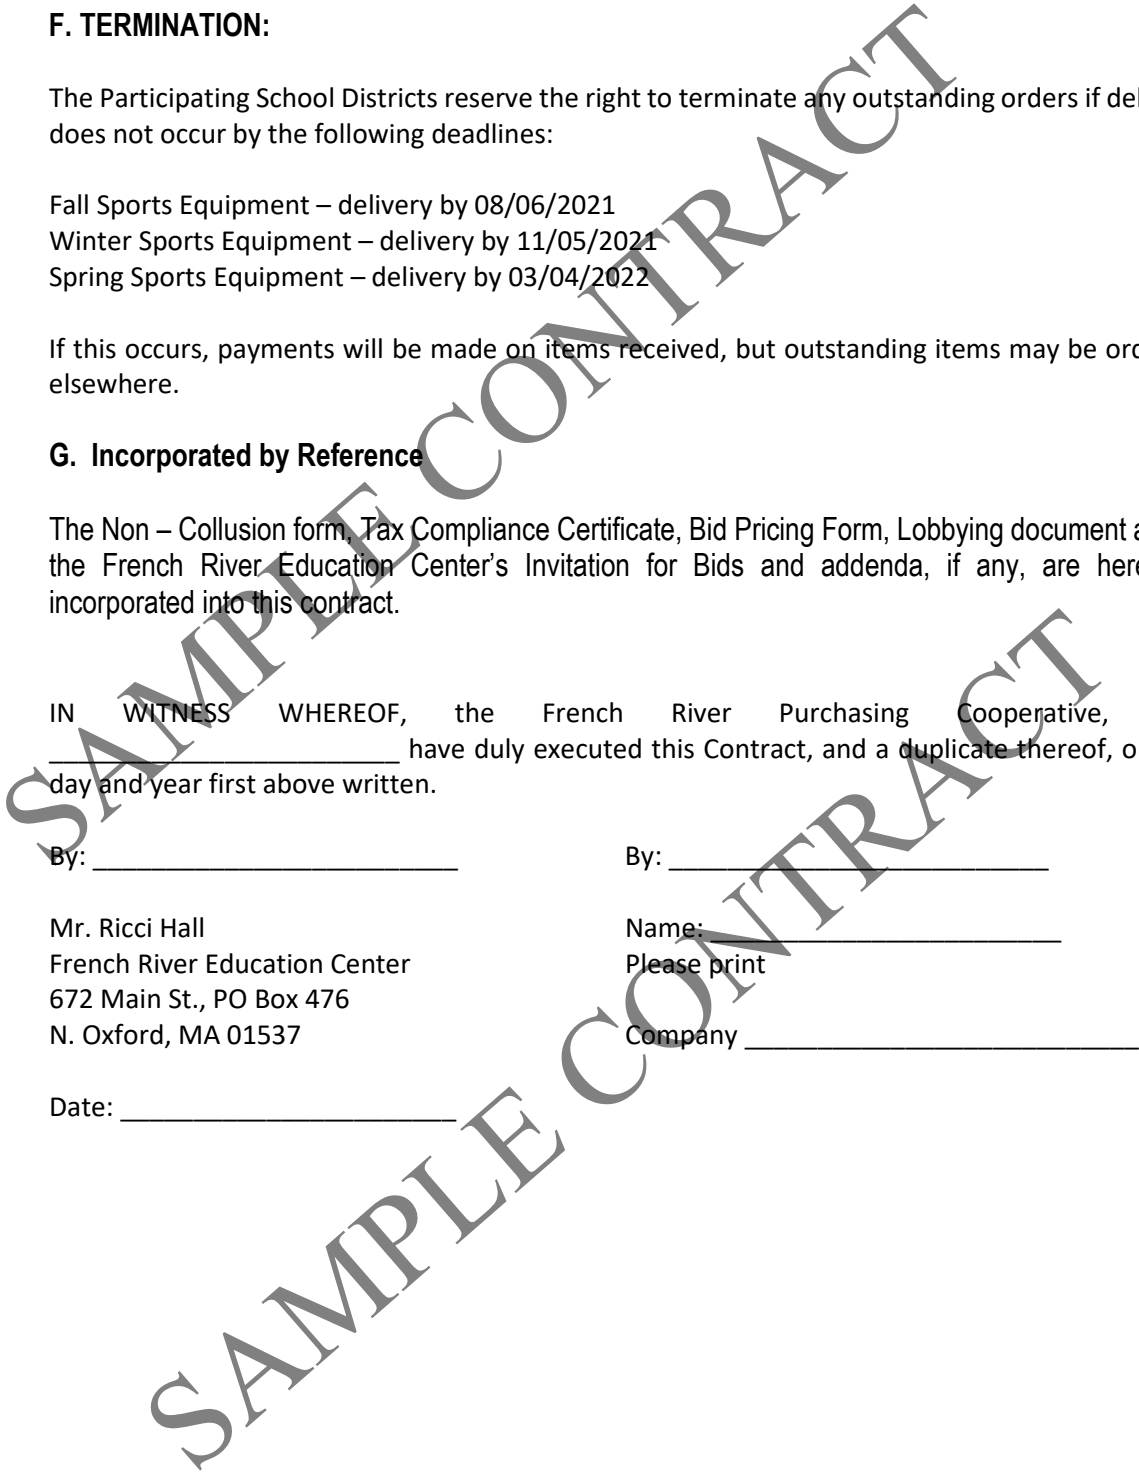 F. TERMINATION:
The Participating School Districts reserve the right to terminate any outstanding orders if
does not occur by the following deadlines:
Fall Sports Equipment – delivery by 08/06/2021
Winter Sports Equipment – delivery by 11/05/2021
Spring Sports Equipment – delivery by 03/04/2022
If this occurs, payments will be made on items received, but outstanding items may be
elsewhere.
G. Incorporated by Reference
The Non – Collusion form, Tax Compliance Certificate, Bid Pricing Form, Lobbying document
the French River Education Center's Invitation for Bids and addenda, if any, are
incorporated into this contract.
IN WITNESS WHEREOF, the French River Purchasing Cooperative,
________________________ have duly executed this Contract, and a duplicate thereof,
day and year first above written.
By: _________________________ By: __________________________
Mr. Ricci Hall Name: ________________________
French River Education Center Please print
672 Main St., PO Box 476
N. Oxford, MA 01537 Company ___________________________
Date: _______________________
SAMPLE CONTRACT
SAMPLE CONTRACT